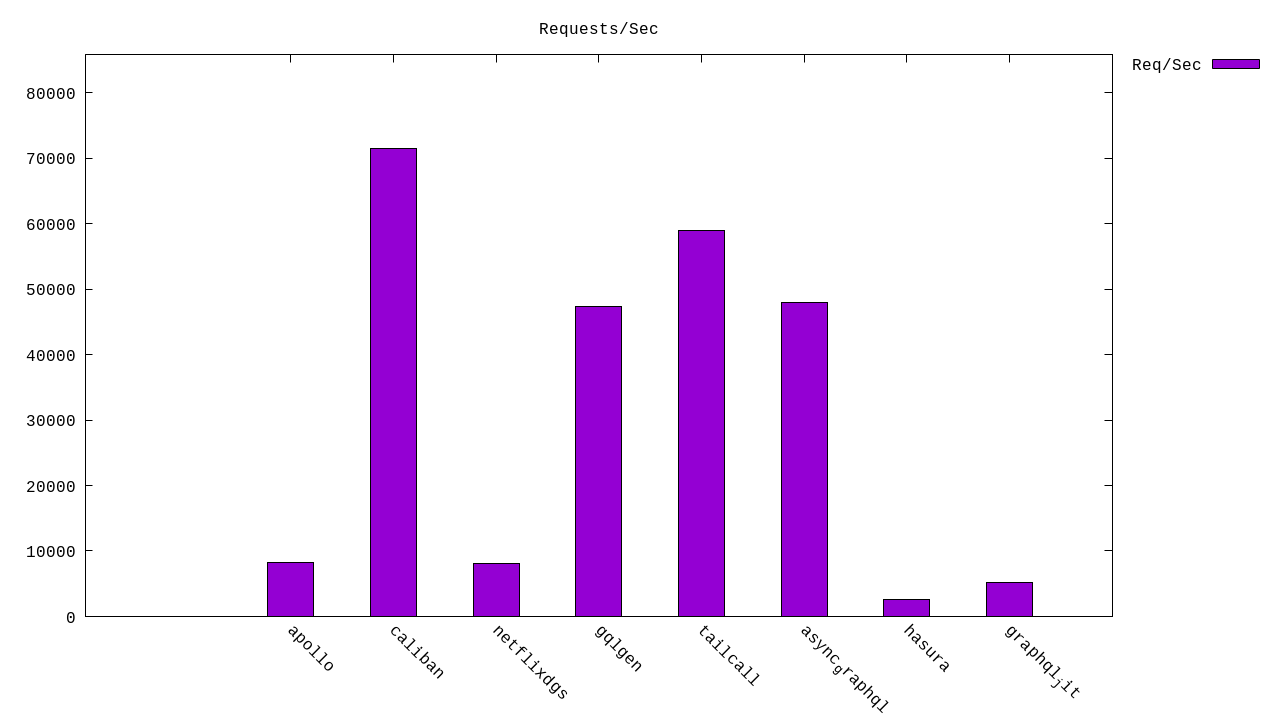 Requests/Sec
Req/Sec
80000
70000
60000
50000
40000
30000
20000
10000
0
apollo
caliban
netflixdgs
gqlgen
tailcall
async_graphql
hasura
graphql_jit